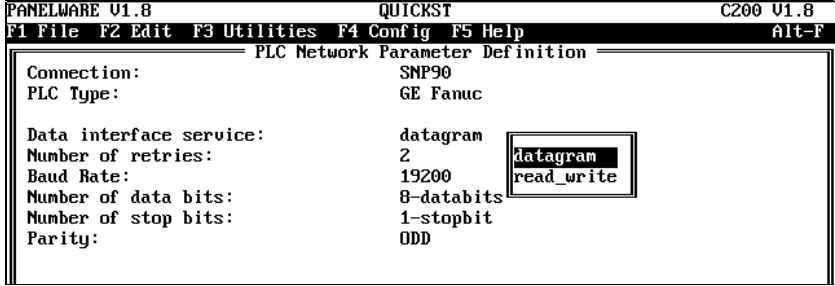 PANELWARE V1.8 QUICKST C200 V1.8
F1 File F2 Edit F3 Utilities F4 Config F5 Help Alt-F
PLC Network Parameter Definition
Connection: SNP90
PLC Type: GE Fanuc
Data interface service: datagram
Number of retries: 2 datagram
Baud Rate: 19200 read_write
Number of data bits: 8-databits
Number of stop bits: 1-stopbit
Parity: ODD